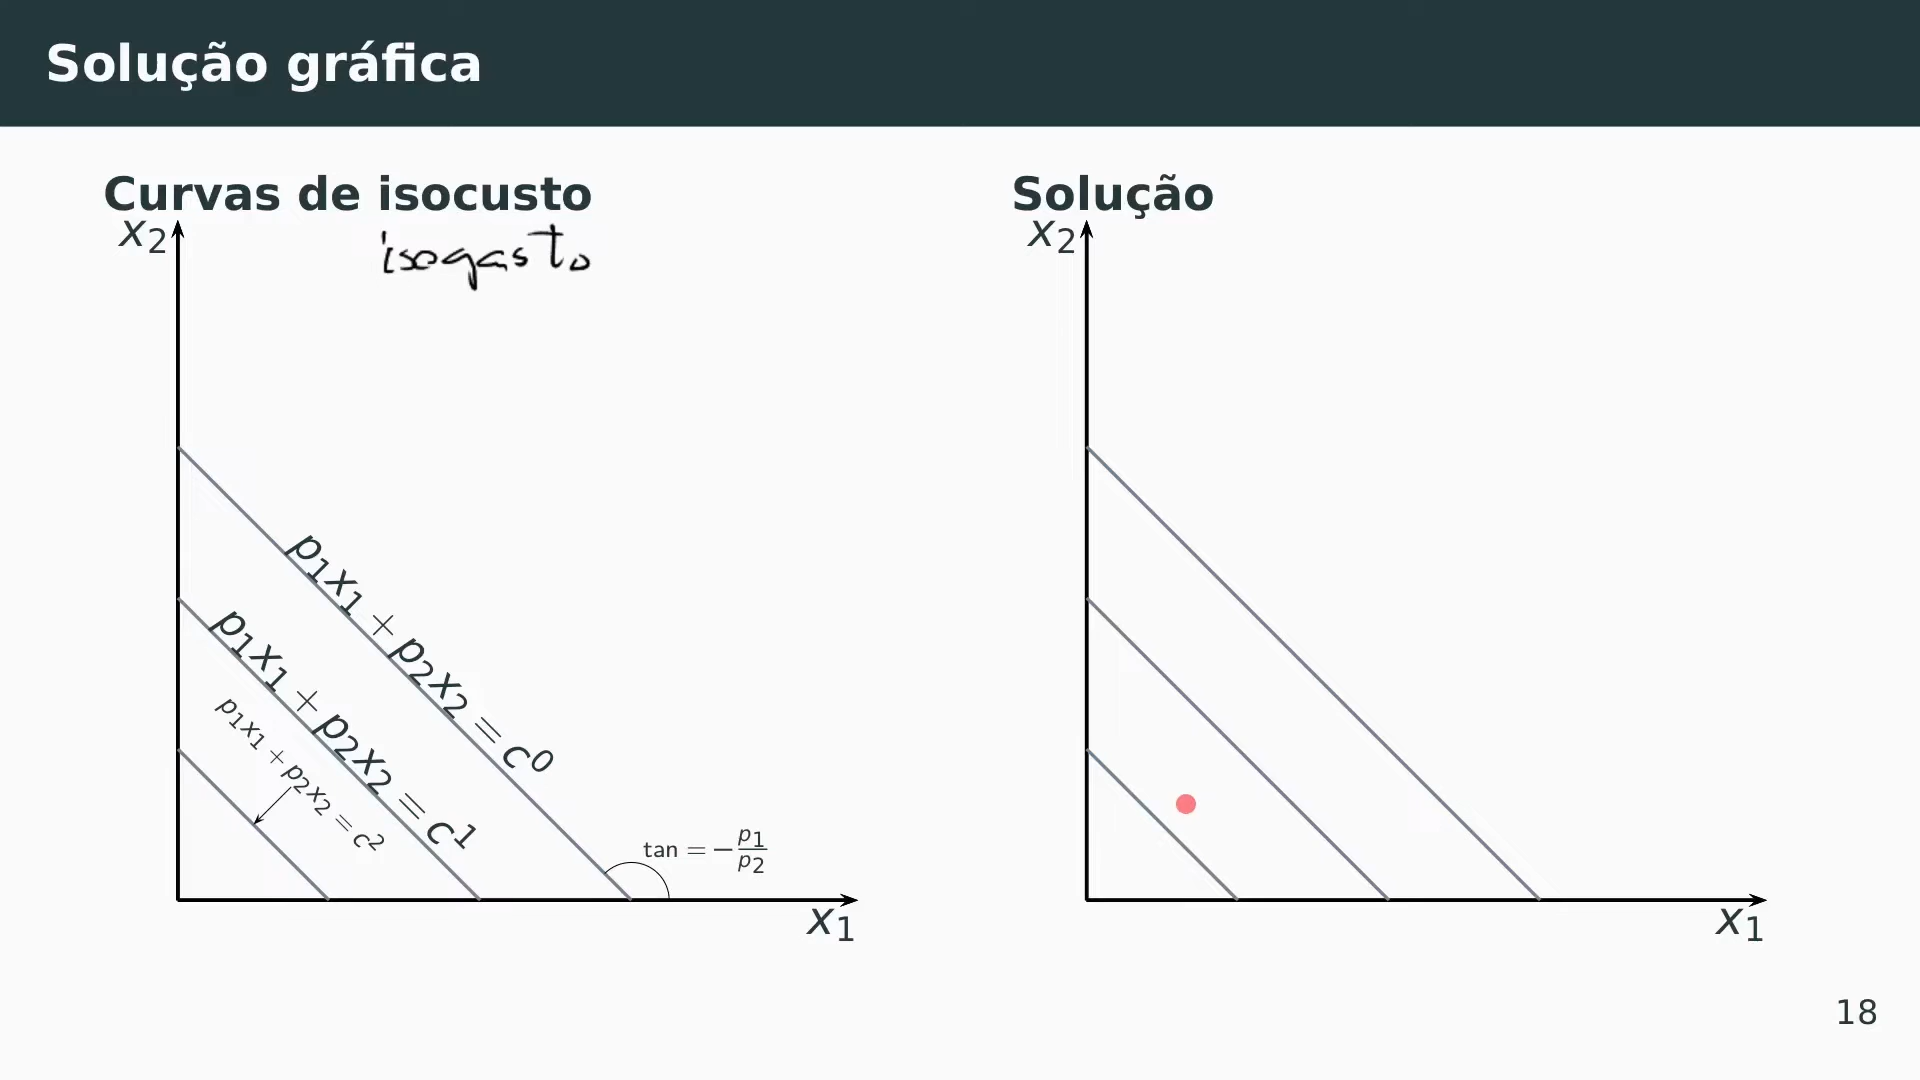 Solução gráfica
Curvas de isocusto
x₂
isogasto
p₁x₁ + p₂x₂ = c⁰
p₁x₁ + p₂x₂ = c¹
p₁x₁ + p₂x₂ = c²
tan = −p₁/p₂
x₁
Solução
x₂
x₁
18